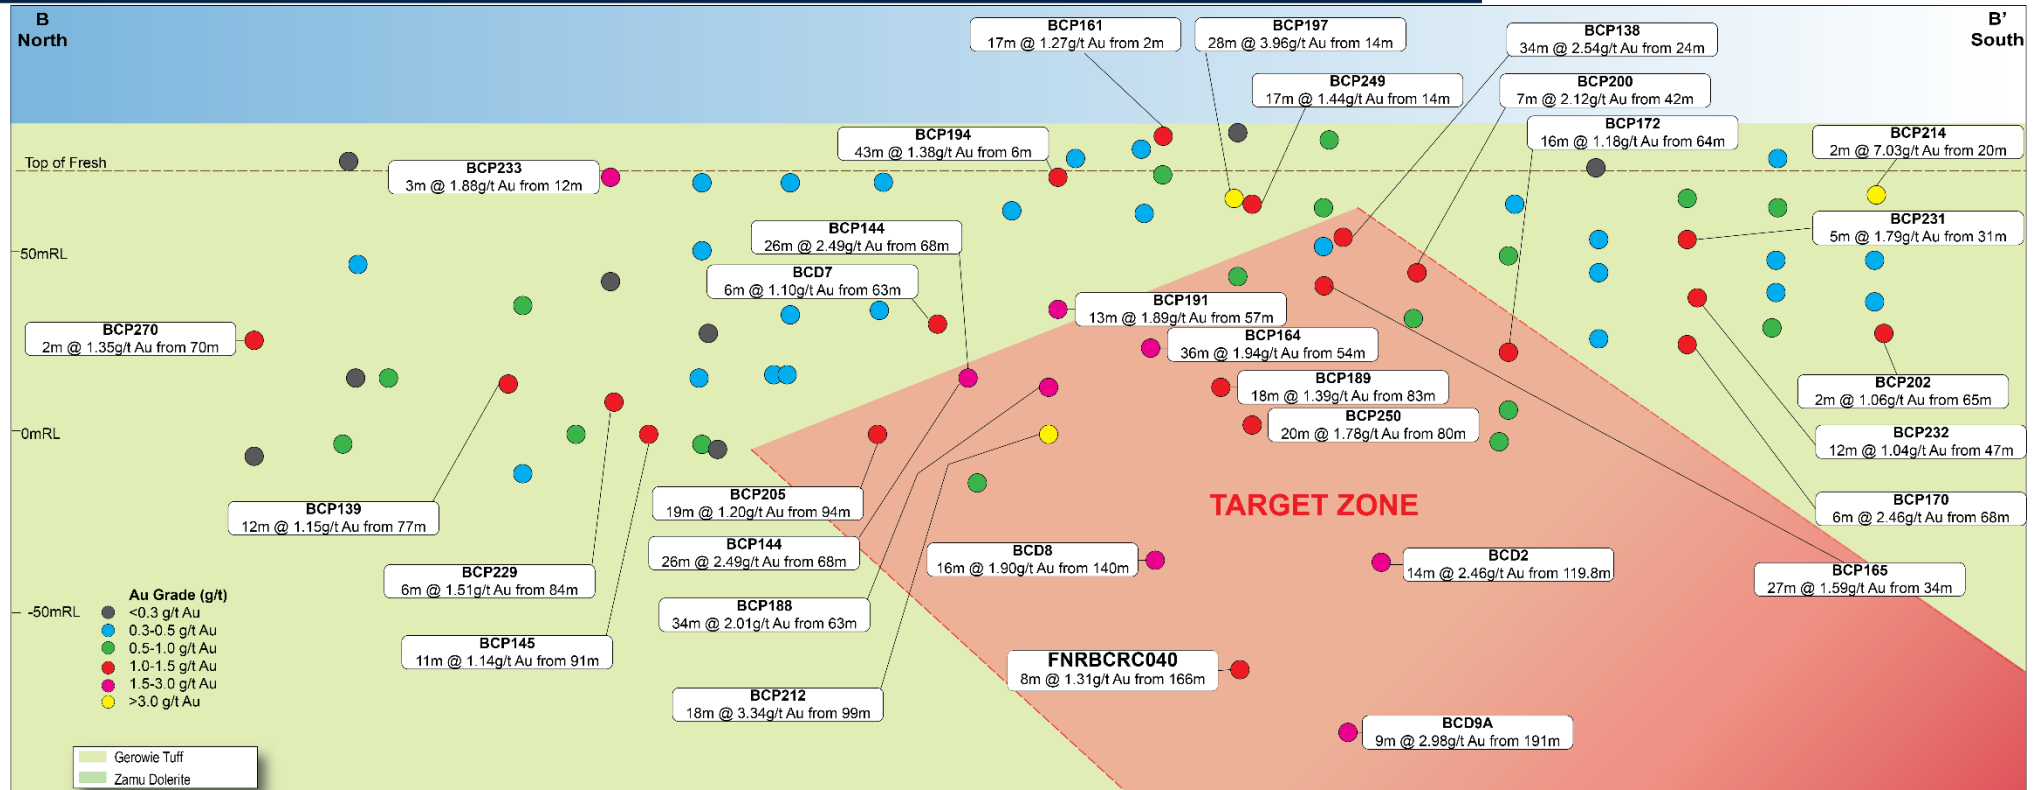 B
North
B'
South
BCP161
17m @ 1.27g/t Au from 2m
BCP197
28m @ 3.96g/t Au from 14m
BCP138
34m @ 2.54g/t Au from 24m
BCP249
17m @ 1.44g/t Au from 14m
BCP200
7m @ 2.12g/t Au from 42m
BCP194
43m @ 1.38g/t Au from 6m
BCP172
16m @ 1.18g/t Au from 64m
BCP214
2m @ 7.03g/t Au from 20m
Top of Fresh
BCP233
3m @ 1.88g/t Au from 12m
BCP144
26m @ 2.49g/t Au from 68m
BCP231
5m @ 1.79g/t Au from 31m
50mRL
BCD7
6m @ 1.10g/t Au from 63m
BCP191
13m @ 1.89g/t Au from 57m
BCP270
2m @ 1.35g/t Au from 70m
BCP164
36m @ 1.94g/t Au from 54m
BCP189
18m @ 1.39g/t Au from 83m
BCP202
2m @ 1.06g/t Au from 65m
BCP250
20m @ 1.78g/t Au from 80m
0mRL
BCP232
12m @ 1.04g/t Au from 47m
BCP139
12m @ 1.15g/t Au from 77m
BCP205
19m @ 1.20g/t Au from 94m
TARGET ZONE
BCP170
6m @ 2.46g/t Au from 68m
BCP144
26m @ 2.49g/t Au from 68m
BCD8
16m @ 1.90g/t Au from 140m
BCD2
14m @ 2.46g/t Au from 119.8m
BCP229
6m @ 1.51g/t Au from 84m
BCP165
27m @ 1.59g/t Au from 34m
-50mRL
Au Grade (g/t)
<0.3 g/t Au
0.3-0.5 g/t Au
0.5-1.0 g/t Au
1.0-1.5 g/t Au
1.5-3.0 g/t Au
>3.0 g/t Au
BCP188
34m @ 2.01g/t Au from 63m
BCP145
11m @ 1.14g/t Au from 91m
FNRBCRC040
8m @ 1.31g/t Au from 166m
BCP212
18m @ 3.34g/t Au from 99m
BCD9A
9m @ 2.98g/t Au from 191m
Gerowie Tuff
Zamu Dolerite